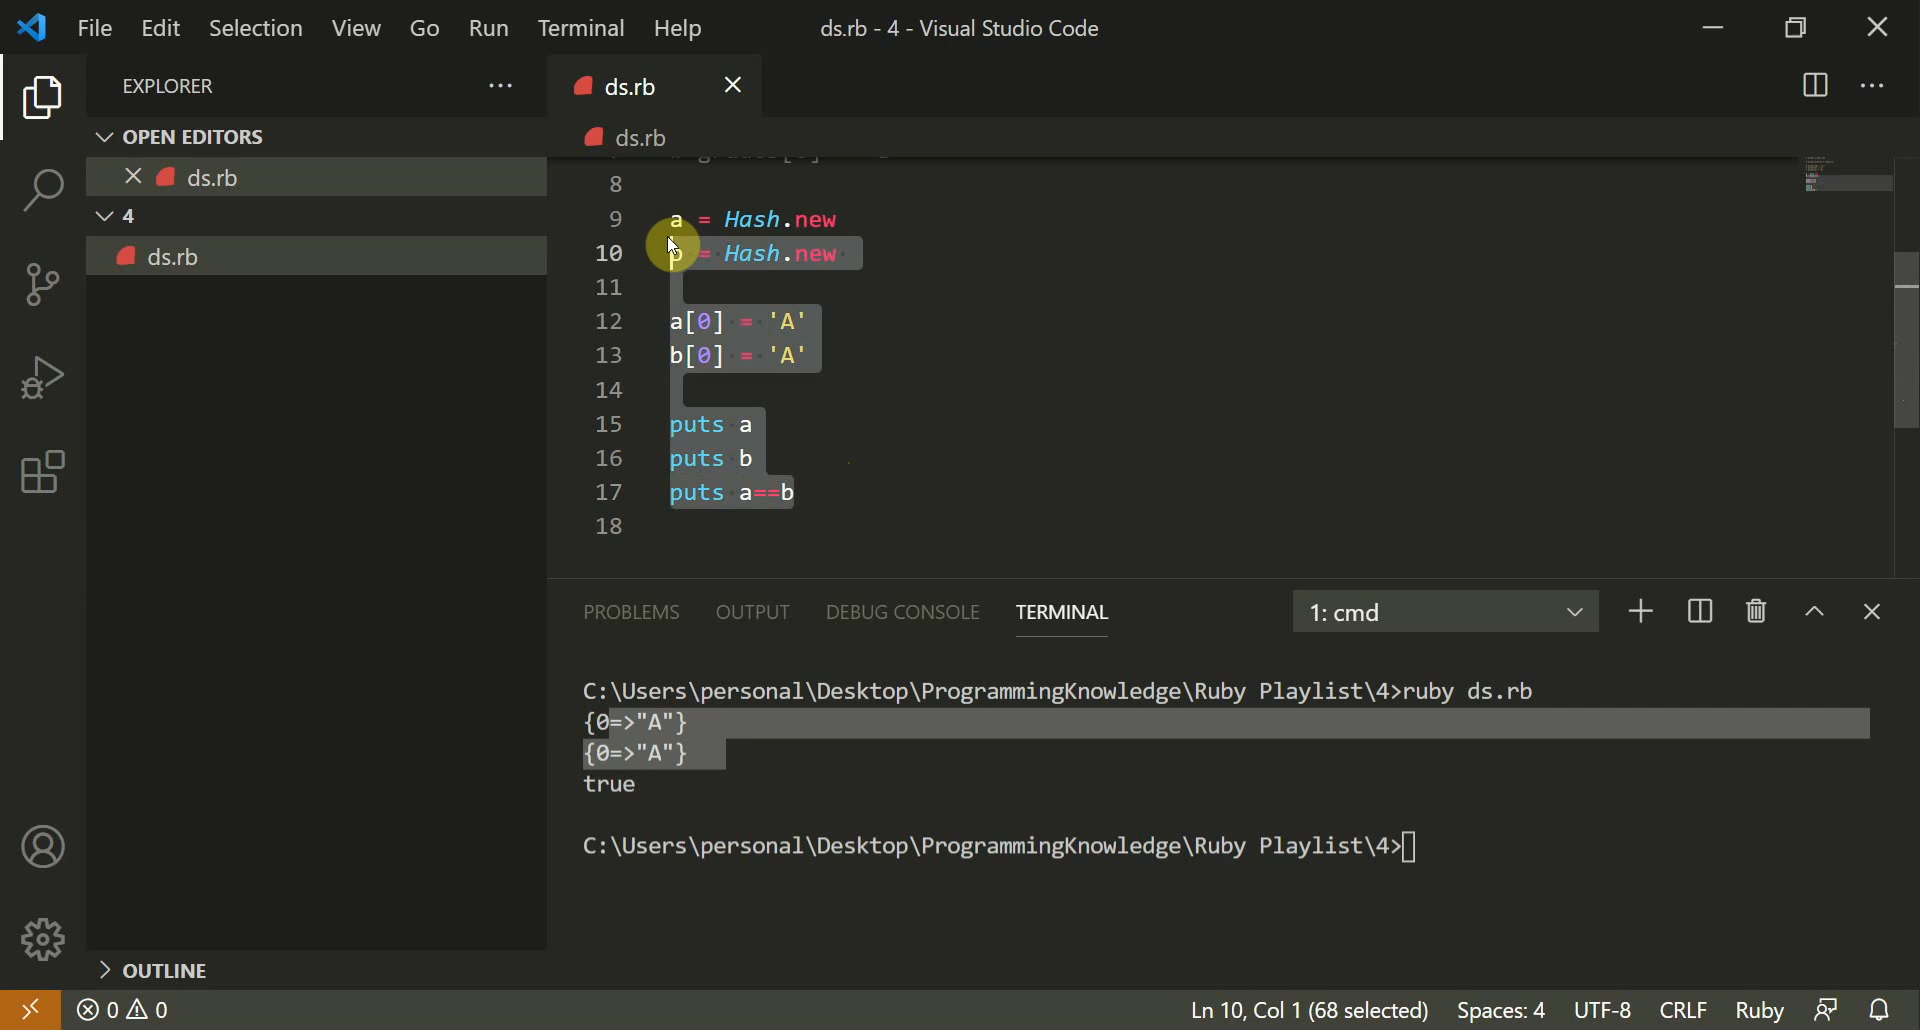 File Edit Selection View Go Run Terminal Help ds.rb - 4 - Visual Studio Code
EXPLORER
ds.rb
OPEN EDITORS
ds.rb
ds.rb
4
ds.rb
8
9 a = Hash.new
10 b = Hash.new
11
12 a[0] = 'A'
13 b[0] = 'A'
14
15 puts a
16 puts b
17 puts a==b
18
PROBLEMS OUTPUT DEBUG CONSOLE TERMINAL 1: cmd
C:\Users\personal\Desktop\ProgrammingKnowledge\Ruby Playlist\4>ruby ds.rb
{0=>"A"}
{0=>"A"}
true
C:\Users\personal\Desktop\ProgrammingKnowledge\Ruby Playlist\4>
OUTLINE
0 0 Ln 10, Col 1 (68 selected) Spaces: 4 UTF-8 CRLF Ruby